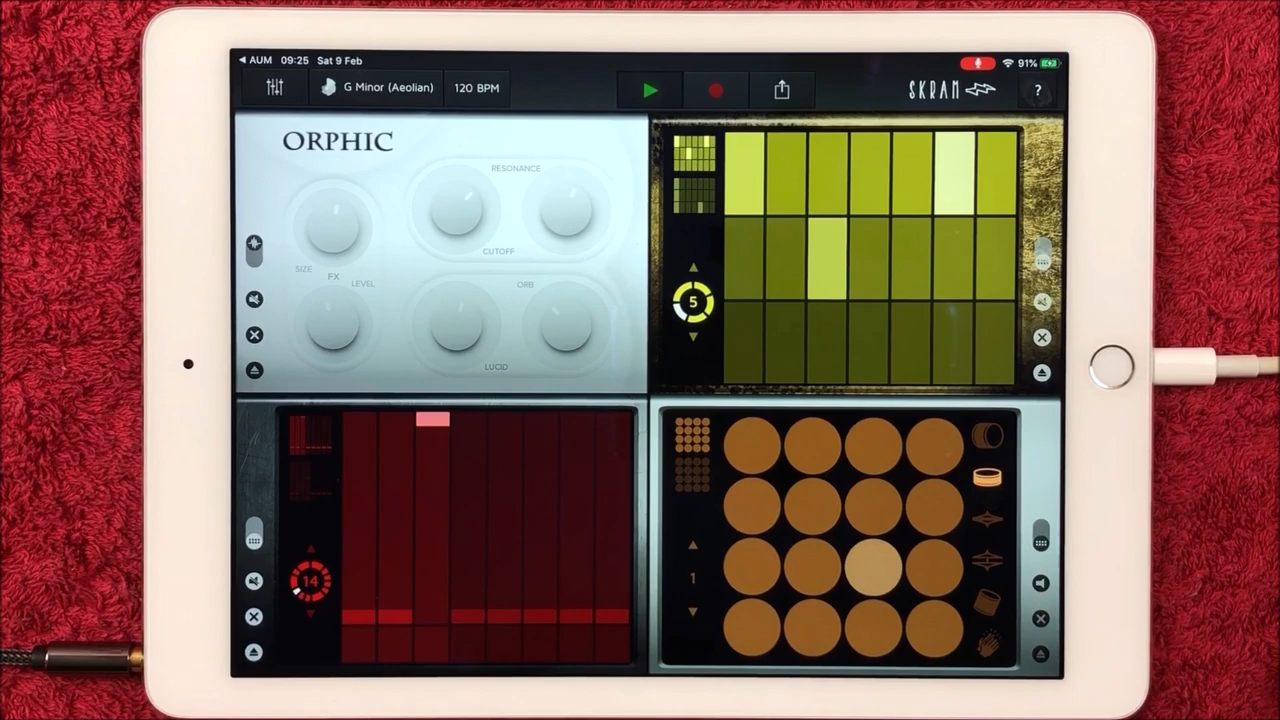 ◀ AUM 09:25 Sat 9 Feb 91%
G Minor (Aeolian) 120 BPM SKRAM ?
ORPHIC
RESONANCE
CUTOFF
SIZE
FX
LEVEL
ORB
LUCID
5
14
1